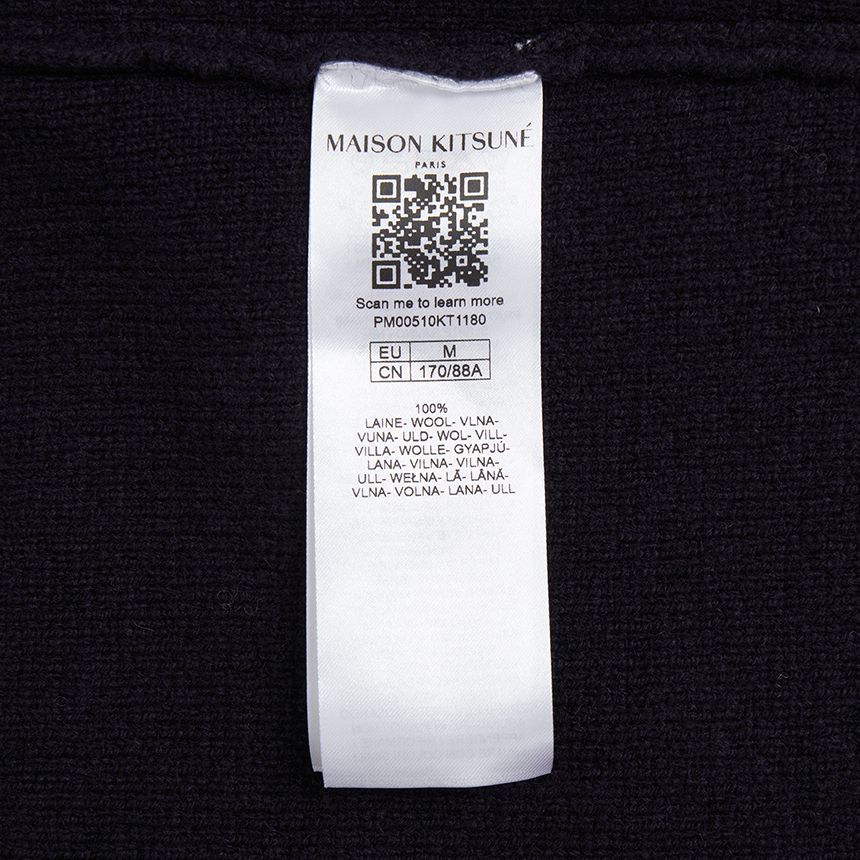 MAISON KITSUNÉ
PARIS
Scan me to learn more
PM00510KT1180
EU M
CN 170/88A
100%
LAINE- WOOL- VLNA-
VUNA- ULD- WOL- VILL-
VILLA- WOLLE- GYAPJÚ-
LANA- VILNA- VILNA-
ULL- WEŁNA- LÃ- LÂNĂ-
VLNA- VOLNA- LANA- ULL